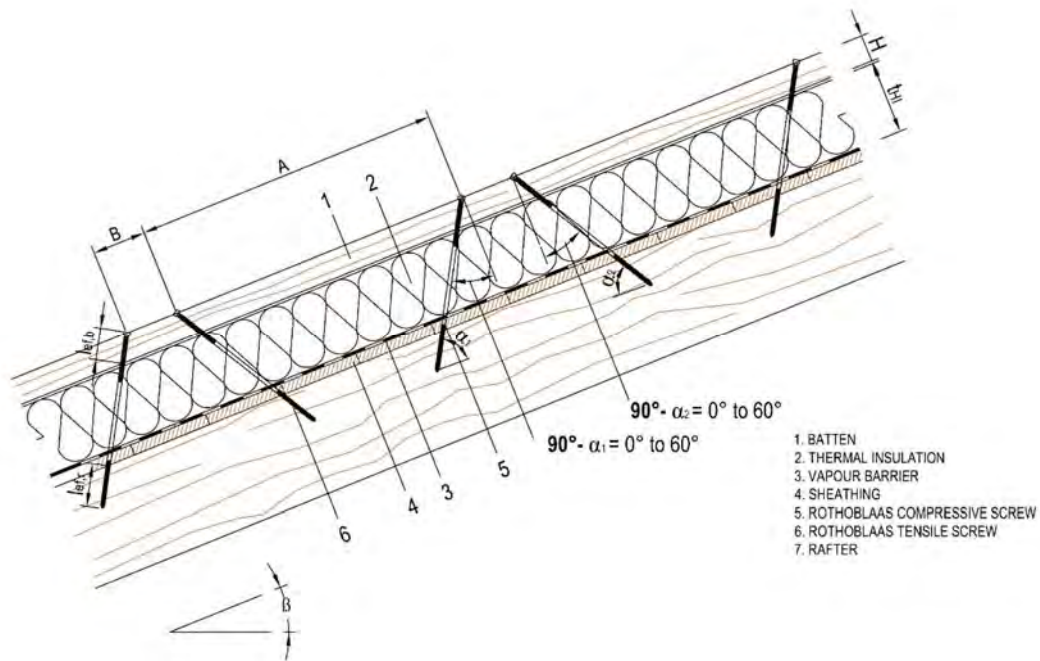 H
tHI
A
1
2
B
lef,b
α2
α1
90°- α2 = 0° to 60°
90°- α1 = 0° to 60°
lef,r
5
3
4
6
1. BATTEN
2. THERMAL INSULATION
3. VAPOUR BARRIER
4. SHEATHING
5. ROTHOBLAAS COMPRESSIVE SCREW
6. ROTHOBLAAS TENSILE SCREW
7. RAFTER
β